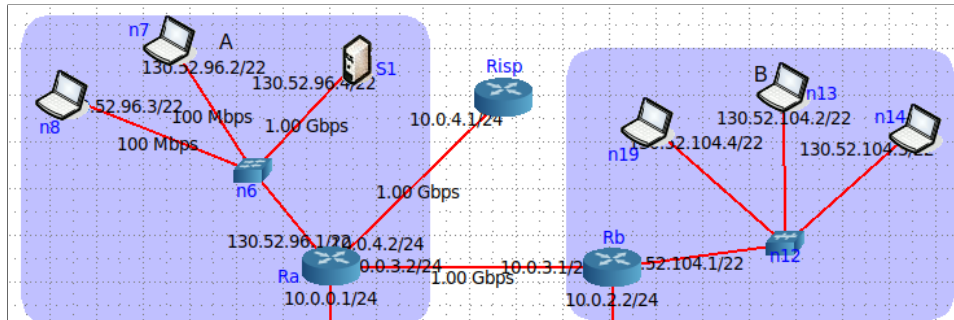 n7
A
130.52.96.2/22
S1
130.52.96.4/22
.52.96.3/22
n8
100 Mbps
1.00 Gbps
100 Mbps
n6
Risp
10.0.4.1/24
1.00 Gbps
B
n13
130.52.104.2/22
n14
n19
.52.104.4/22
130.52.104.3/22
130.52.96.1/22
.0.4.2/24
Ra
.0.3.2/24
1.00 Gbps
10.0.3.1/2
Rb
.52.104.1/22
n12
10.0.0.1/24
10.0.2.2/24